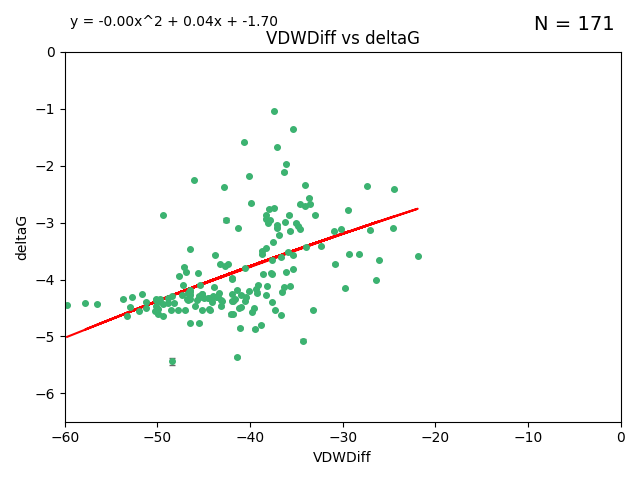 y = -0.00x^2 + 0.04x + -1.70
N = 171
VDWDiff vs deltaG
0
−1
−2
−3
−4
−5
−6
deltaG
−60 −50 −40 −30 −20 −10 0
VDWDiff